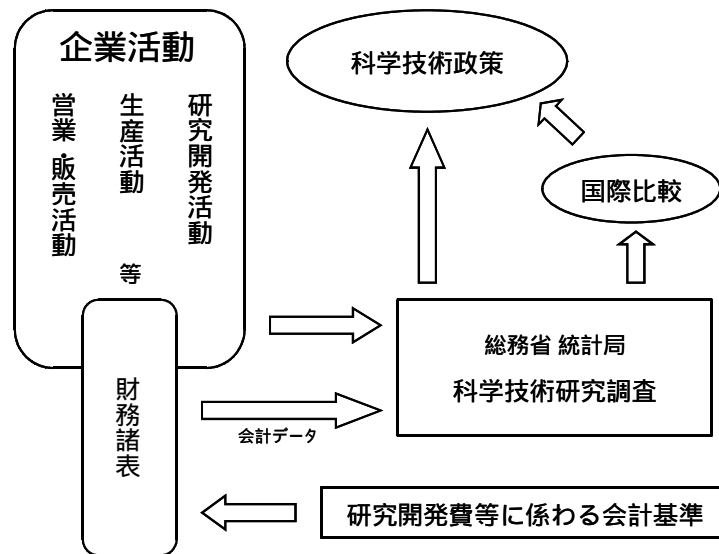 企業活動
営業・販売活動
生産活動
等
研究開発活動
財務諸表
科学技術政策
国際比較
総務省 統計局
科学技術研究調査
会計データ
研究開発費等に係わる会計基準